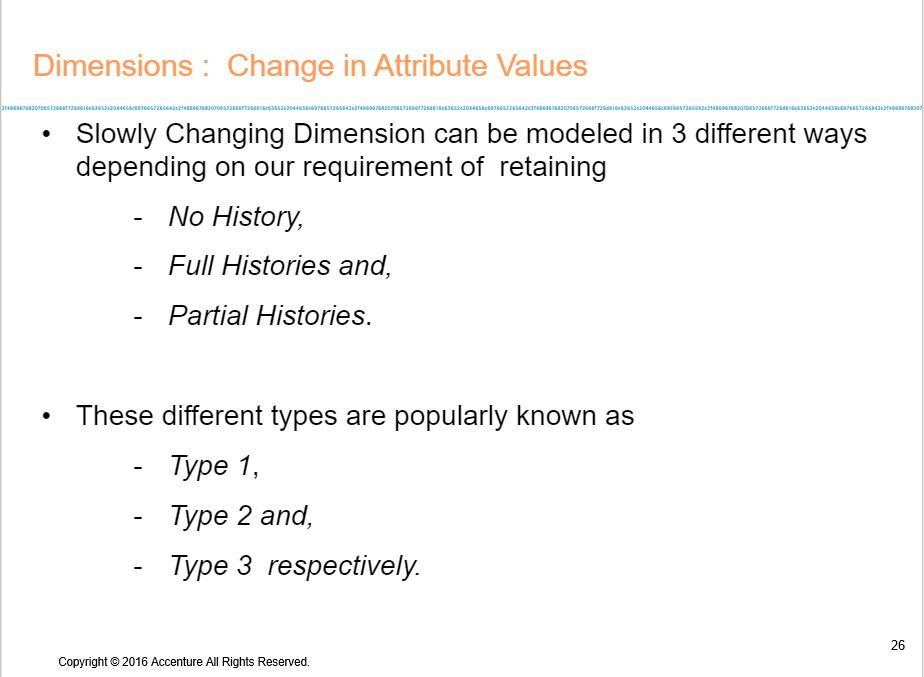 Dimensions : Change in Attribute Values
• Slowly Changing Dimension can be modeled in 3 different ways
depending on our requirement of retaining
- No History,
- Full Histories and,
- Partial Histories.
• These different types are popularly known as
- Type 1,
- Type 2 and,
- Type 3 respectively.
26
Copyright © 2016 Accenture All Rights Reserved.